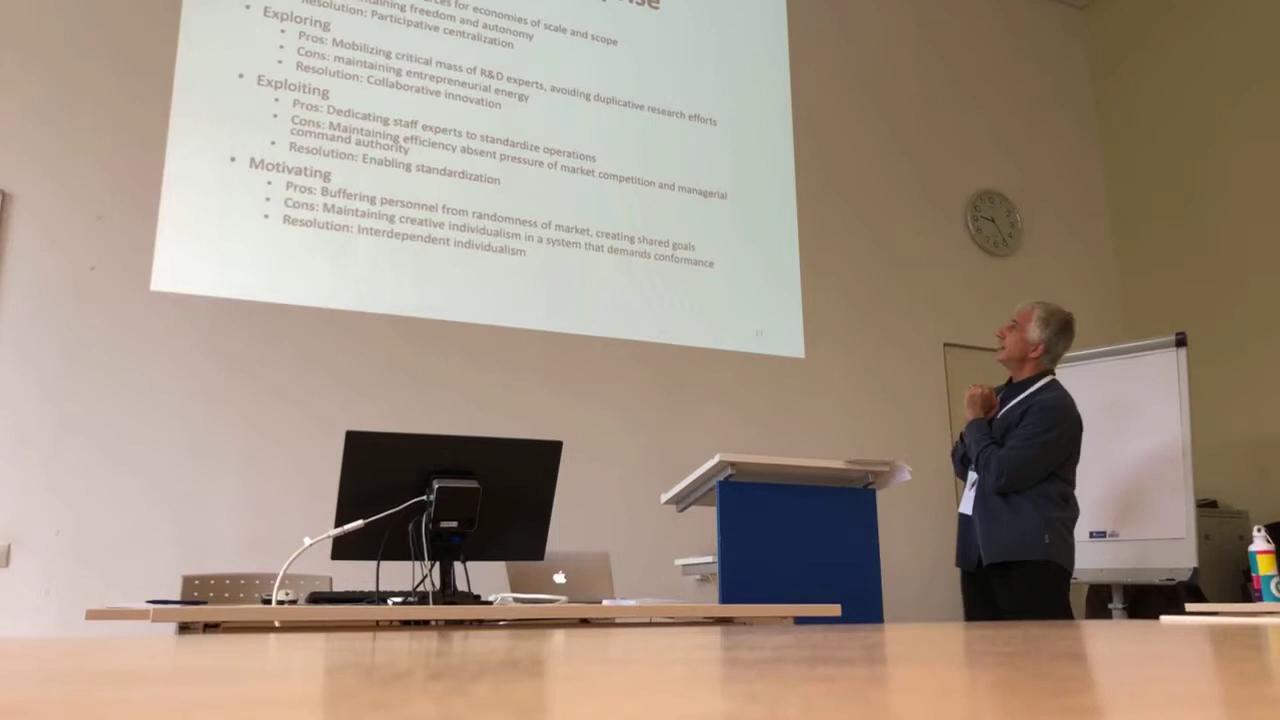 for economies of scale and scope
freedom and autonomy
Resolution: Participative centralization
• Exploring
• Pros: Mobilizing critical mass of R&D experts, avoiding duplicative research efforts
• Cons: maintaining entrepreneurial energy
• Resolution: Collaborative innovation
• Exploiting
• Pros: Dedicating staff experts to standardize operations
• Cons: Maintaining efficiency absent pressure of market competition and managerial
command authority
• Resolution: Enabling standardization
• Motivating
• Pros: Buffering personnel from randomness of market, creating shared goals
• Cons: Maintaining creative individualism in a system that demands conformance
• Resolution: Interdependent individualism